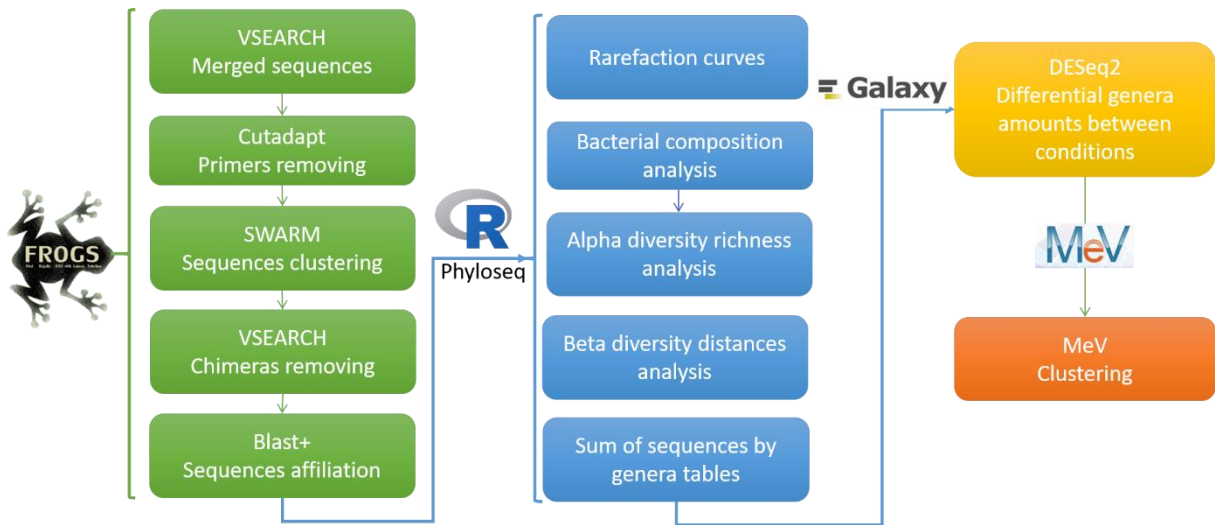 VSEARCH
Merged sequences
Cutadapt
Primers removing
SWARM
Sequences clustering
VSEARCH
Chimeras removing
Blast+
Sequences affiliation
FROGS
R
Phyloseq
Rarefaction curves
Bacterial composition
analysis
Alpha diversity richness
analysis
Beta diversity distances
analysis
Sum of sequences by
genera tables
Galaxy
DESeq2
Differential genera
amounts between
conditions
MeV
MeV
Clustering